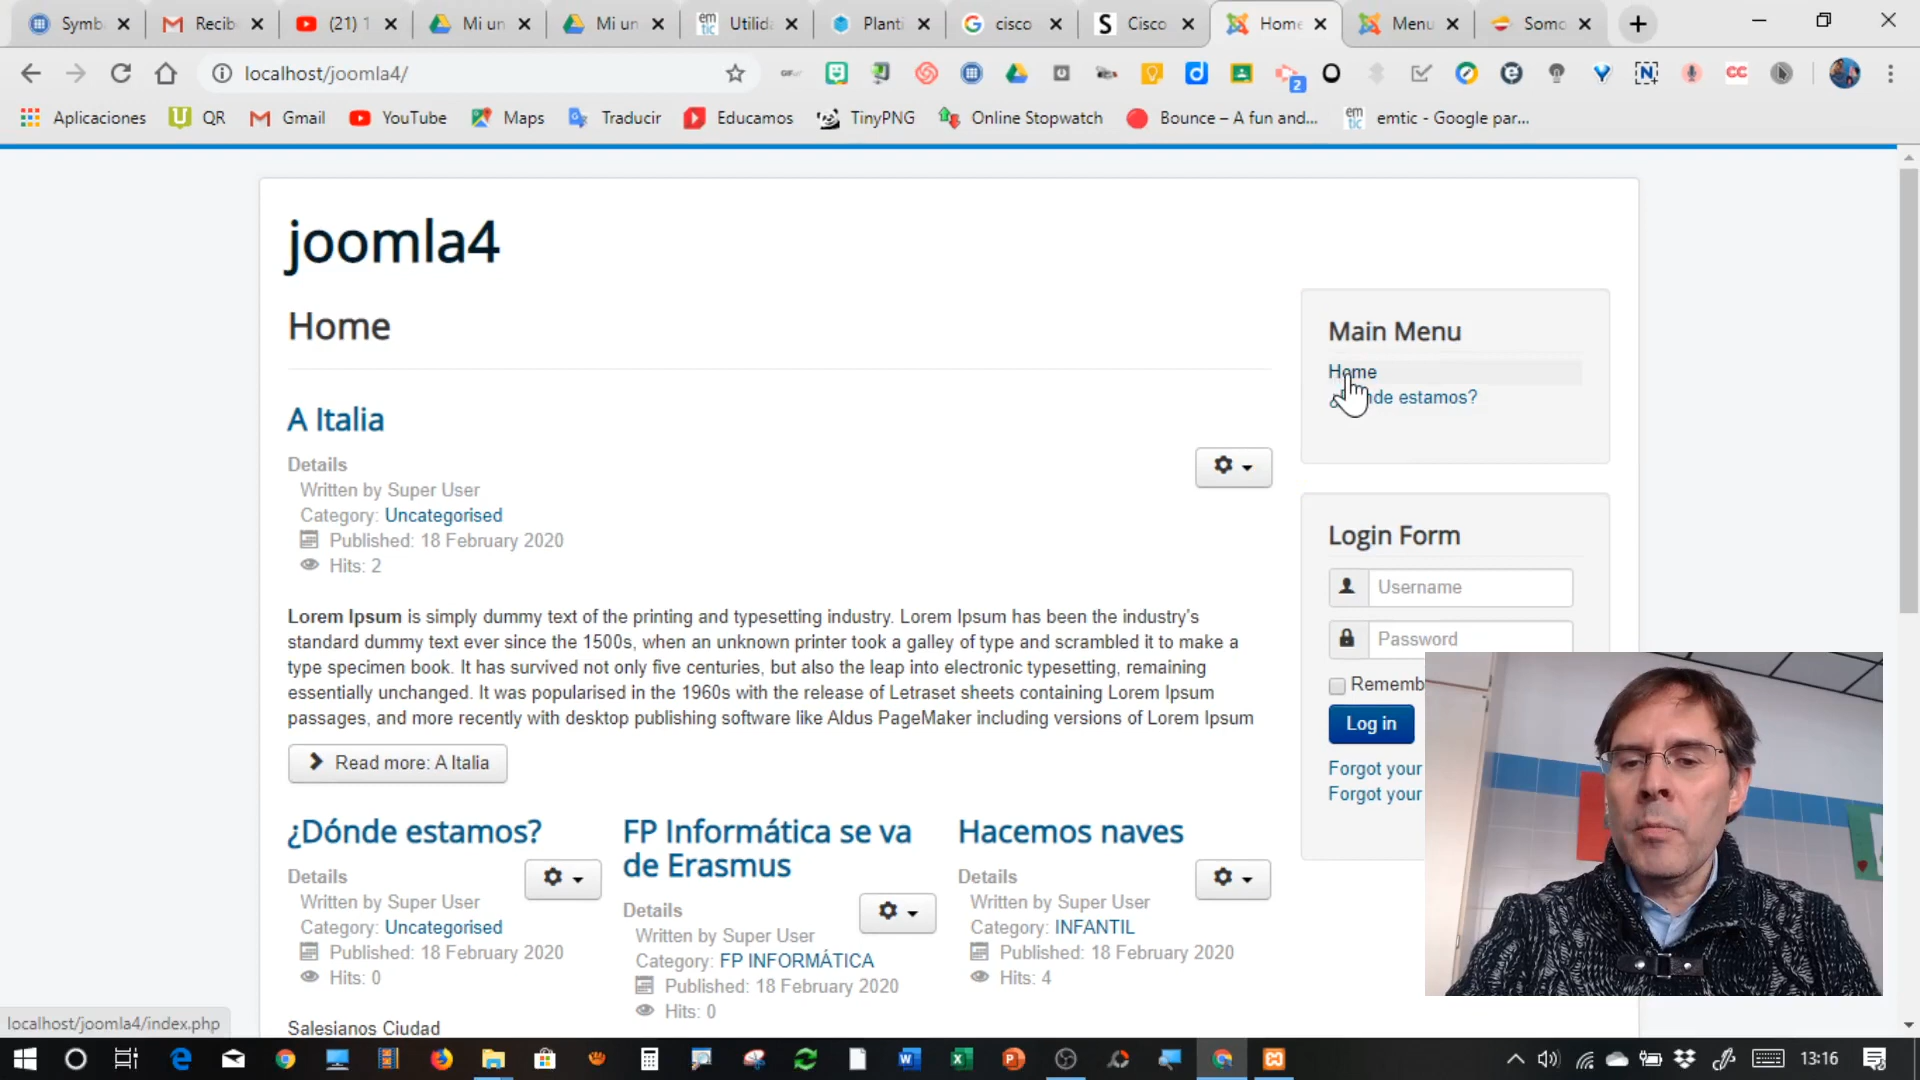 Symb
Recib
(21) 1
Mi un
Mi un
emtic
Utilida
Planti
cisco
Cisco
Home
Menu
Somo
localhost/joomla4/
2
CC
Aplicaciones
QR
Gmail
YouTube
Maps
Traducir
Educamos
TinyPNG
Online Stopwatch
Bounce – A fun and...
emtic - Google par...
joomla4
Home
A Italia
Details
Written by Super User
Category: Uncategorised
Published: 18 February 2020
Hits: 2
Lorem Ipsum is simply dummy text of the printing and typesetting industry. Lorem Ipsum has been the industry's
standard dummy text ever since the 1500s, when an unknown printer took a galley of type and scrambled it to make a
type specimen book. It has survived not only five centuries, but also the leap into electronic typesetting, remaining
essentially unchanged. It was popularised in the 1960s with the release of Letraset sheets containing Lorem Ipsum
passages, and more recently with desktop publishing software like Aldus PageMaker including versions of Lorem Ipsum
Read more: A Italia
¿Dónde estamos?
Details
Written by Super User
Category: Uncategorised
Published: 18 February 2020
Hits: 0
Salesianos Ciudad
FP Informática se va
de Erasmus
Details
Written by Super User
Category: FP INFORMÁTICA
Published: 18 February 2020
Hits: 0
Hacemos naves
Details
Written by Super User
Category: INFANTIL
Published: 18 February 2020
Hits: 4
Main Menu
Home
nde estamos?
Login Form
Username
Password
Rememb
Log in
Forgot your
Forgot your
localhost/joomla4/index.php
13:16